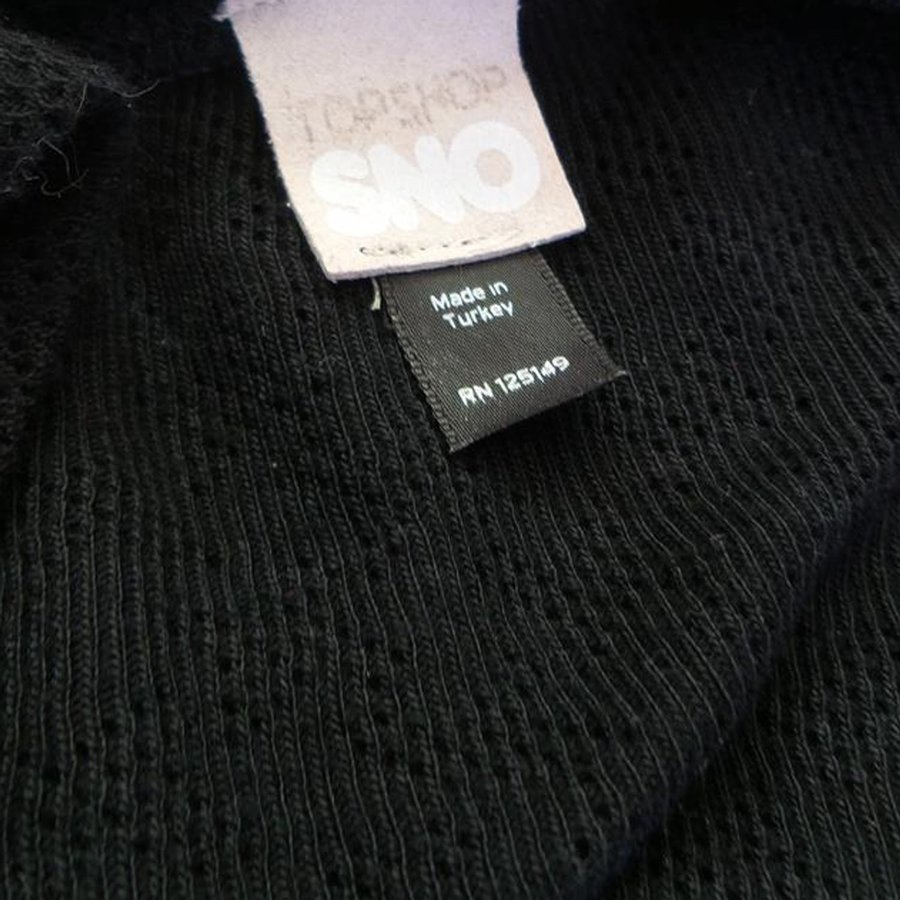 TOPSHOP
SNO
Made in
Turkey
RN 125149